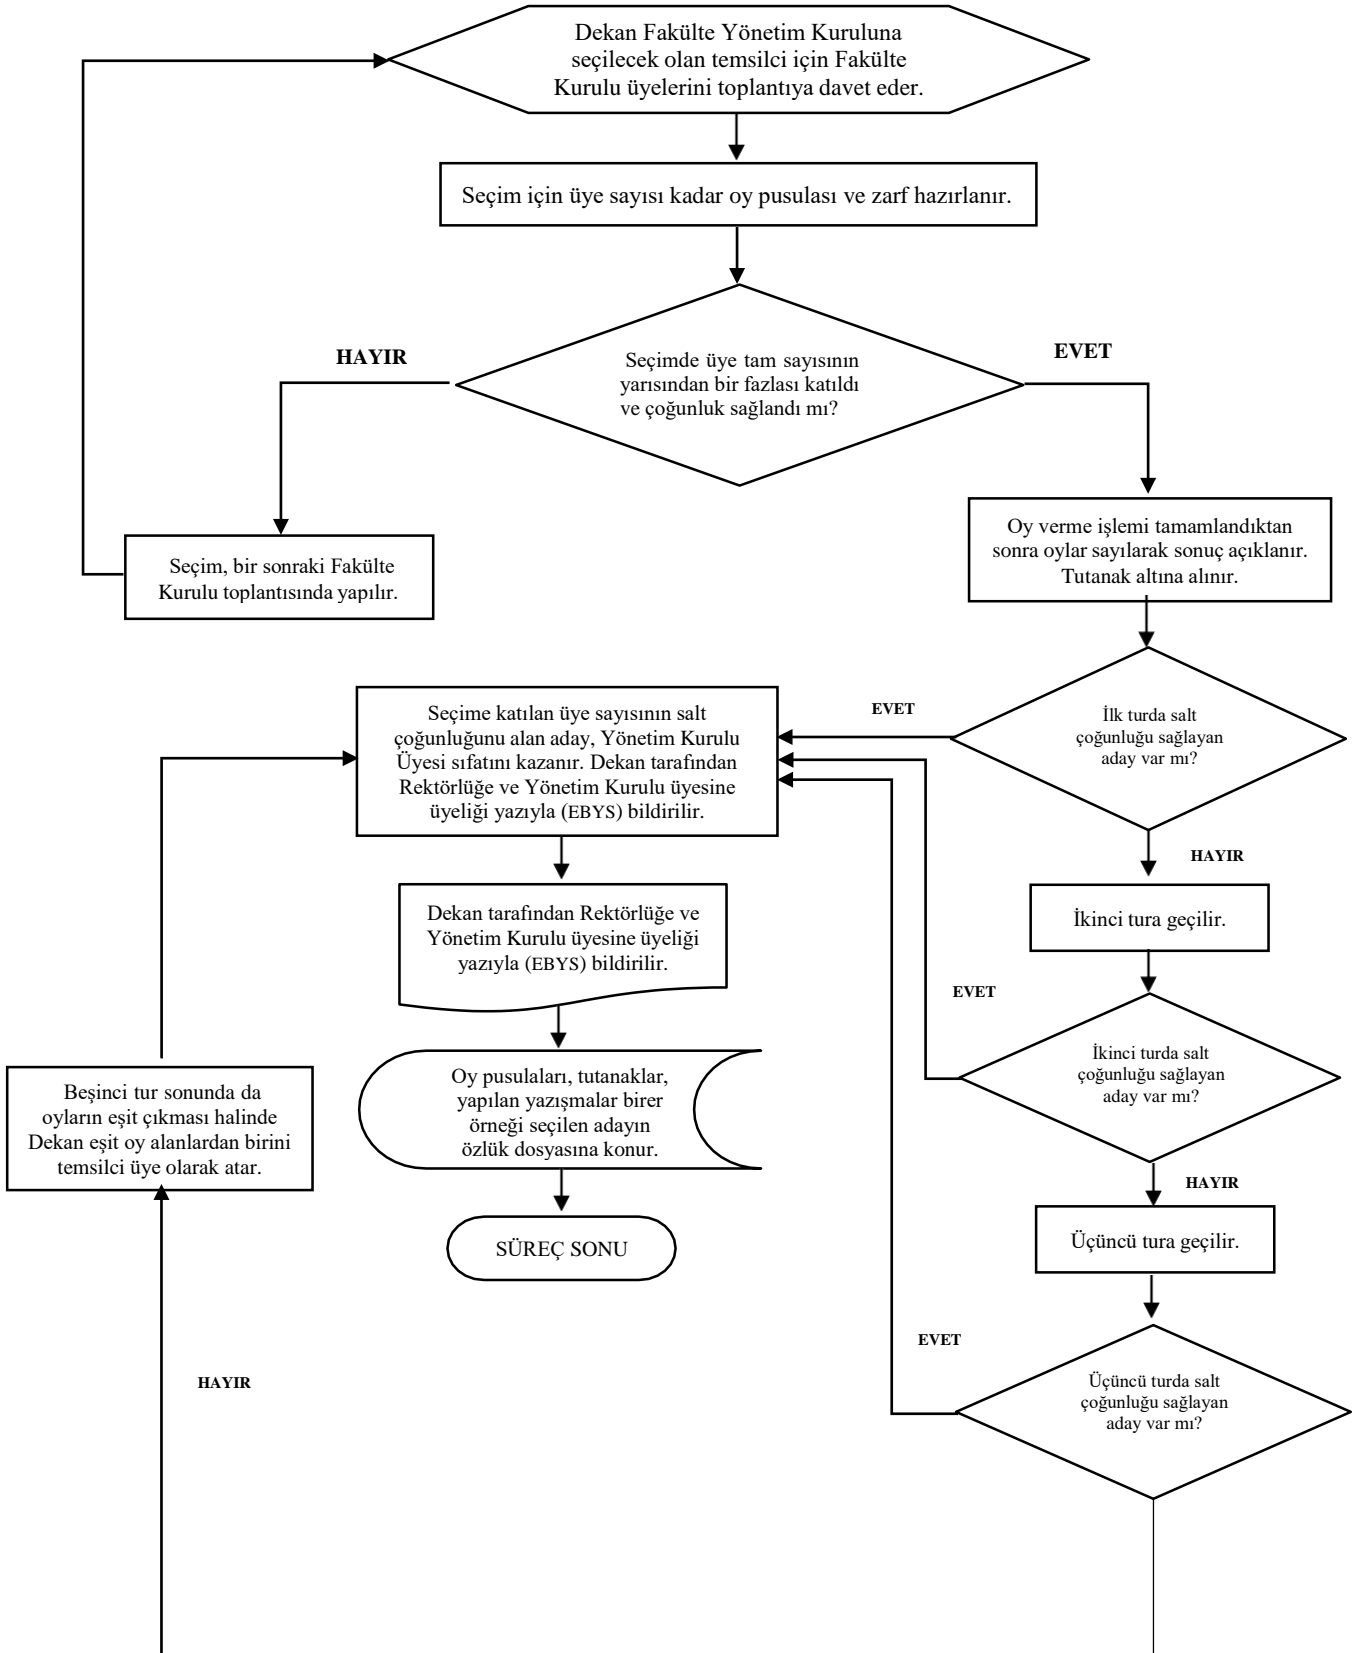 Dekan Fakülte Yönetim Kuruluna
seçilecek olan temsilci için Fakülte
Kurulu üyelerini toplantıya davet eder.
Seçim için üye sayısı kadar oy pusulası ve zarf hazırlanır.
HAYIR
EVET
Seçimde üye tam sayısının
yarısından bir fazlası katıldı
ve çoğunluk sağlandı mı?
Seçim, bir sonraki Fakülte
Kurulu toplantısında yapılır.
Oy verme işlemi tamamlandıktan
sonra oylar sayılarak sonuç açıklanır.
Tutanak altına alınır.
EVET
İlk turda salt
çoğunluğu sağlayan
aday var mı?
Seçime katılan üye sayısının salt
çoğunluğunu alan aday, Yönetim Kurulu
Üyesi sıfatını kazanır. Dekan tarafından
Rektörlüğe ve Yönetim Kurulu üyesine
üyeliği yazıyla (EBYS) bildirilir.
HAYIR
İkinci tura geçilir.
Dekan tarafından Rektörlüğe ve
Yönetim Kurulu üyesine üyeliği
yazıyla (EBYS) bildirilir.
EVET
İkinci turda salt
çoğunluğu sağlayan
aday var mı?
Oy pusulaları, tutanaklar,
yapılan yazışmalar birer
örneği seçilen adayın
özlük dosyasına konur.
Beşinci tur sonunda da
oyların eşit çıkması halinde
Dekan eşit oy alanlardan birini
temsilci üye olarak atar.
HAYIR
Üçüncü tura geçilir.
SÜREÇ SONU
EVET
Üçüncü turda salt
çoğunluğu sağlayan
aday var mı?
HAYIR